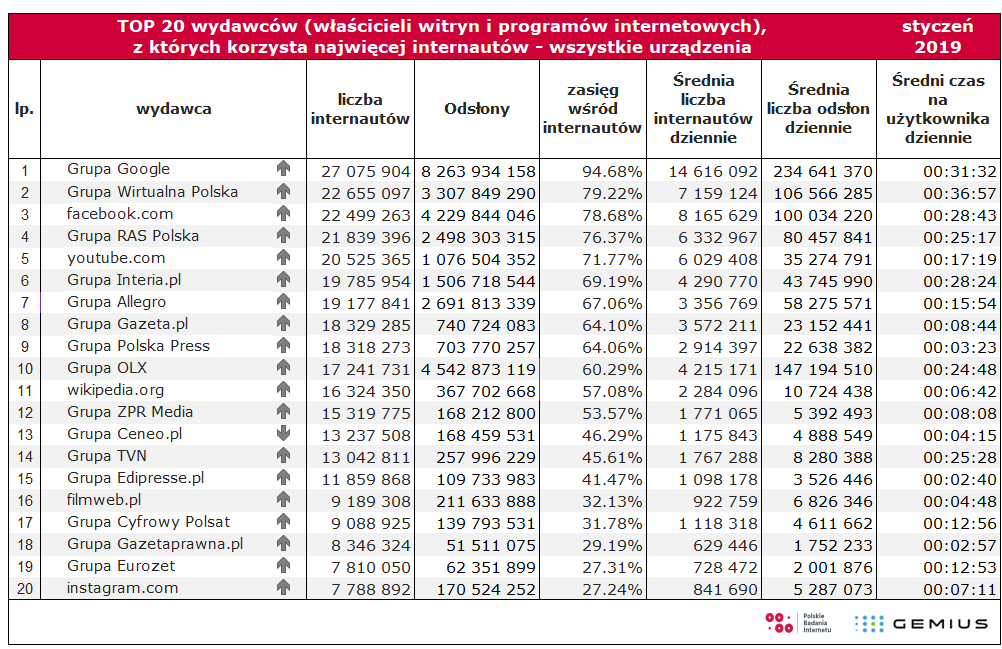 TOP 20 wydawców (właścicieli witryn i programów internetowych), styczeń
z których korzysta najwięcej internautów - wszystkie urządzenia 2019
lp. wydawca liczba internautów Odsłony zasięg wśród internautów Średnia liczba internautów dziennie Średnia liczba odsłon dziennie Średni czas na użytkownika dziennie
1 Grupa Google 27 075 904 8 263 934 158 94.68% 14 616 092 234 641 370 00:31:32
2 Grupa Wirtualna Polska 22 655 097 3 307 849 290 79.22% 7 159 124 106 566 285 00:36:57
3 facebook.com 22 499 263 4 229 844 046 78.68% 8 165 629 100 034 220 00:28:43
4 Grupa RAS Polska 21 839 396 2 498 303 315 76.37% 6 332 967 80 457 841 00:25:17
5 youtube.com 20 525 365 1 076 504 352 71.77% 6 029 408 35 274 791 00:17:19
6 Grupa Interia.pl 19 785 954 1 506 718 544 69.19% 4 290 770 43 745 990 00:28:24
7 Grupa Allegro 19 177 841 2 691 813 339 67.06% 3 356 769 58 275 571 00:15:54
8 Grupa Gazeta.pl 18 329 285 740 724 083 64.10% 3 572 211 23 152 441 00:08:44
9 Grupa Polska Press 18 318 273 703 770 257 64.06% 2 914 397 22 638 382 00:03:23
10 Grupa OLX 17 241 731 4 542 873 119 60.29% 4 215 171 147 194 510 00:24:48
11 wikipedia.org 16 324 350 367 702 668 57.08% 2 284 096 10 724 438 00:06:42
12 Grupa ZPR Media 15 319 775 168 212 800 53.57% 1 771 065 5 392 493 00:08:08
13 Grupa Ceneo.pl 13 237 508 168 459 531 46.29% 1 175 843 4 888 549 00:04:15
14 Grupa TVN 13 042 811 257 996 229 45.61% 1 767 288 8 280 388 00:25:28
15 Grupa Edipresse.pl 11 859 868 109 733 983 41.47% 1 098 178 3 526 446 00:02:40
16 filmweb.pl 9 189 308 211 633 888 32.13% 922 759 6 826 346 00:04:48
17 Grupa Cyfrowy Polsat 9 088 925 139 793 531 31.78% 1 118 318 4 611 662 00:12:56
18 Grupa Gazetaprawna.pl 8 346 324 51 511 075 29.19% 629 446 1 752 233 00:02:57
19 Grupa Eurozet 7 810 050 62 351 899 27.31% 728 472 2 001 876 00:12:53
20 instagram.com 7 788 892 170 524 252 27.24% 841 690 5 287 073 00:07:11
Polskie
Badania
Internetu
GEMIUS